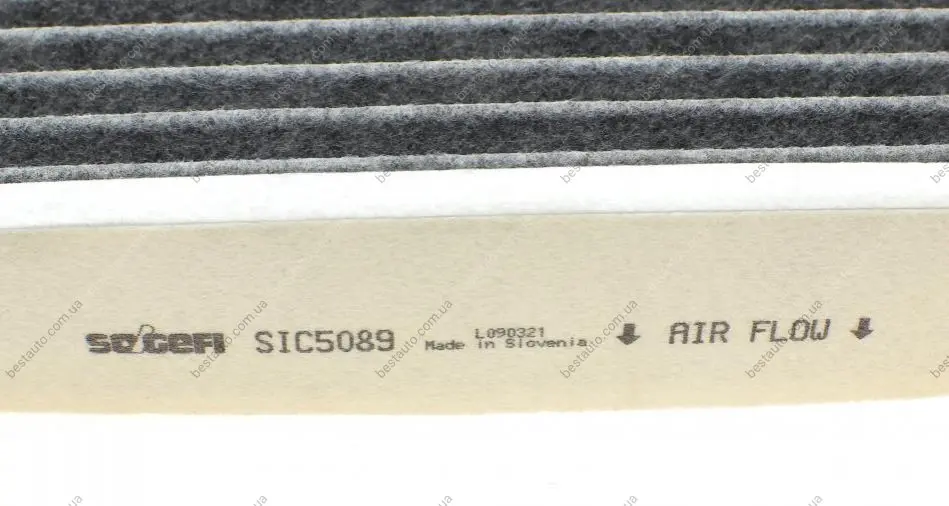 SOGEFI SIC5089 L090321 ⬇ AIR FLOW ⬇
Made in Slovenia
bestauto.com.ua